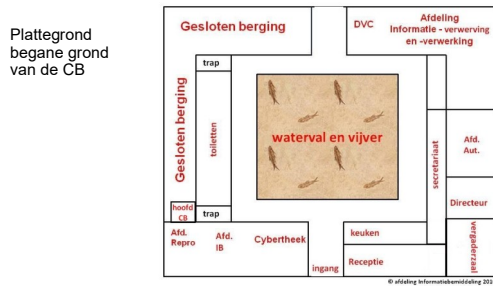 Plattegrond
begane grond
van de CB
Gesloten berging
DVC
Afdeling
Informatie - verwerving
en -verwerking
trap
Gesloten berging
toiletten
waterval en vijver
secretariaat
Afd.
Aut.
Directeur
hoofd
CB
trap
Afd.
Repro
Afd.
IB
Cybertheek
ingang
keuken
Receptie
vergaderzaal
© afdeling Informatiebemiddeling